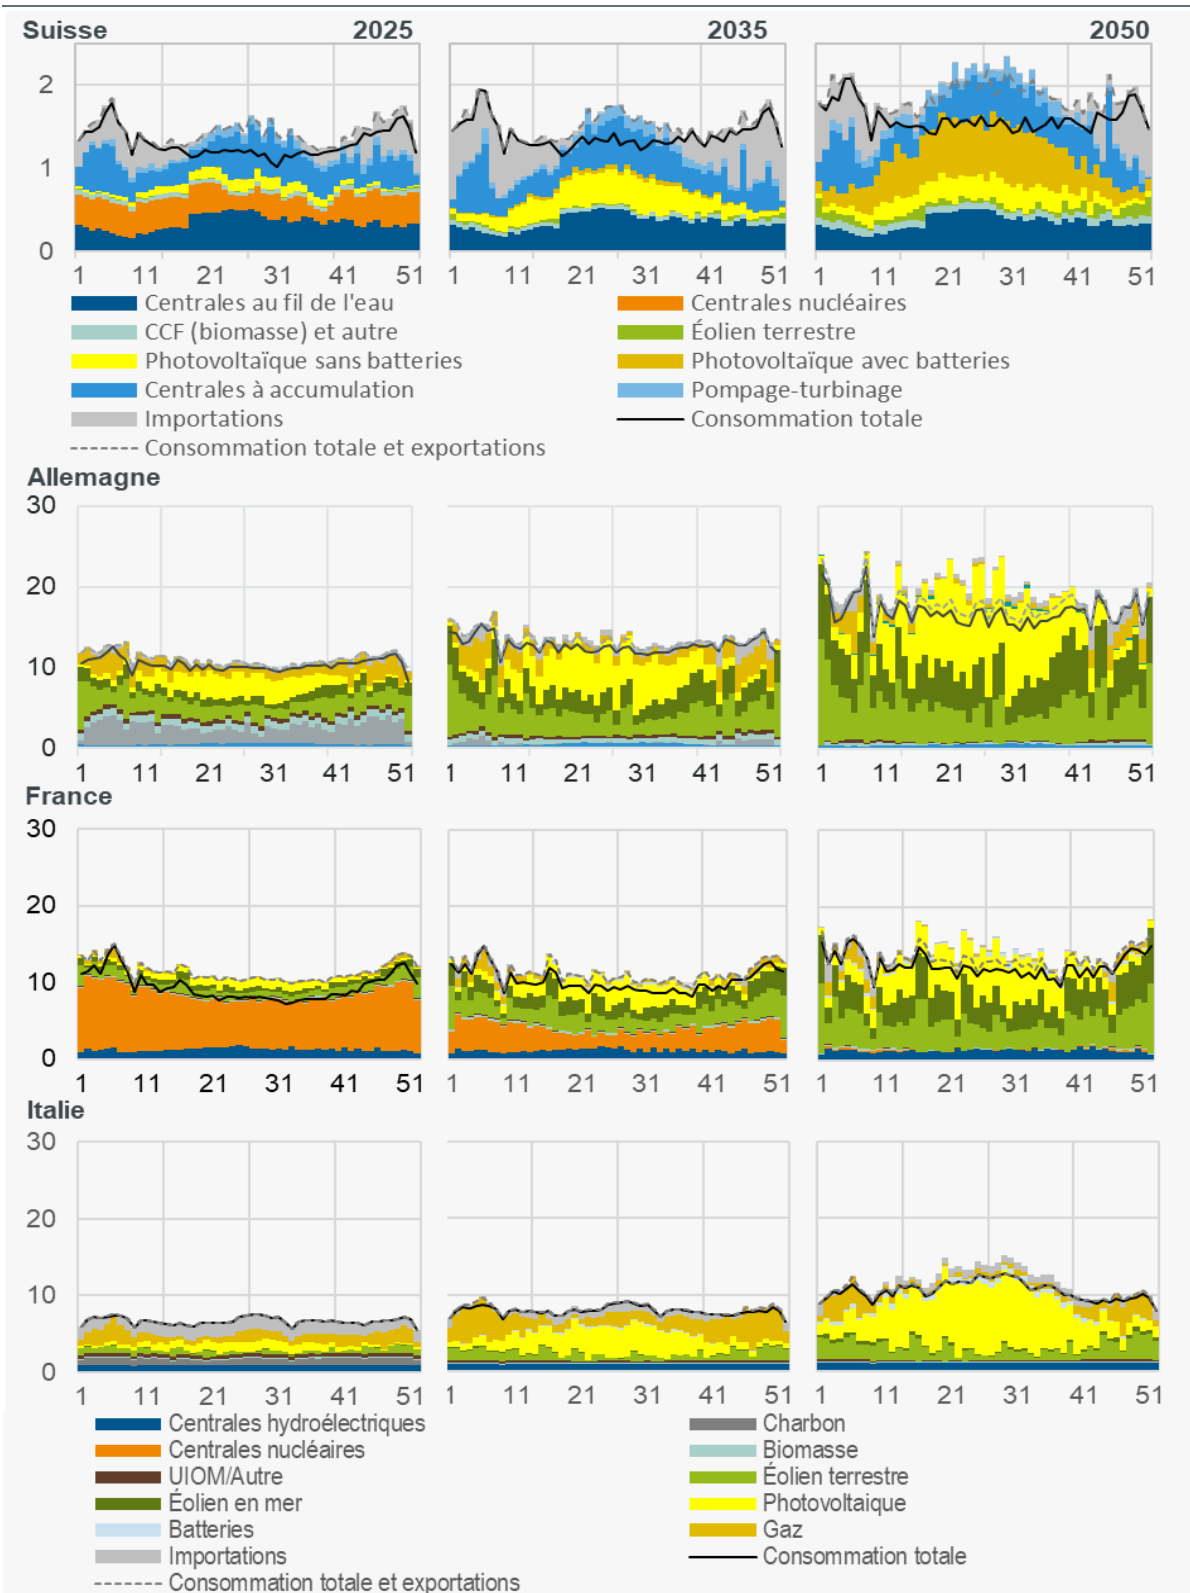 Suisse 2025 2035 2050
2
1
0
1 11 21 31 41 51 1 11 21 31 41 51 1 11 21 31 41 51
Centrales au fil de l'eau Centrales nucléaires
CCF (biomasse) et autre Éolien terrestre
Photovoltaïque sans batteries Photovoltaïque avec batteries
Centrales à accumulation Pompage-turbinage
Importations Consommation totale
Consommation totale et exportations
Allemagne
30
20
10
0
1 11 21 31 41 51 1 11 21 31 41 51 1 11 21 31 41 51
France
30
20
10
0
1 11 21 31 41 51 1 11 21 31 41 51 1 11 21 31 41 51
Italie
30
20
10
0
1 11 21 31 41 51 1 11 21 31 41 51 1 11 21 31 41 51
Centrales hydroélectriques Charbon
Centrales nucléaires Biomasse
UIOM/Autre Éolien terrestre
Éolien en mer Photovoltaique
Batteries Gaz
Importations Consommation totale
Consommation totale et exportations